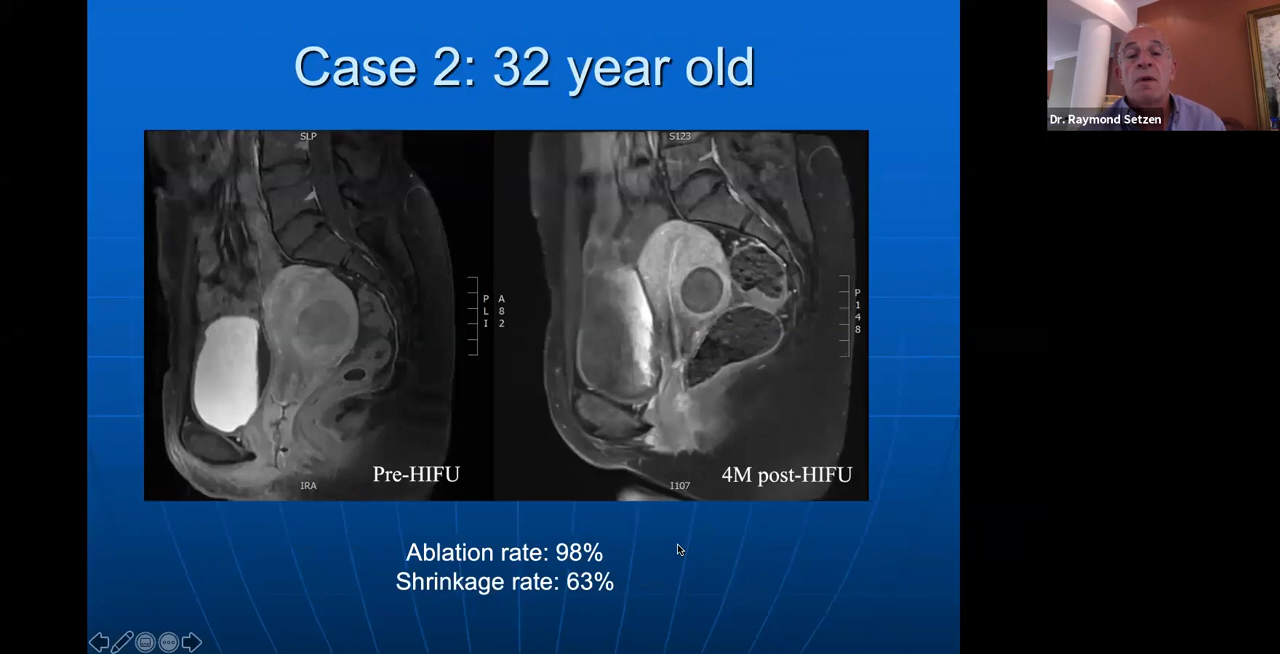 Case 2: 32 year old
SLP
P A
L 8
I 2
Pre-HIFU
IRA
S123
P
1
4
8
4M post-HIFU
I107
Ablation rate: 98%
Shrinkage rate: 63%
Dr. Raymond Setzen